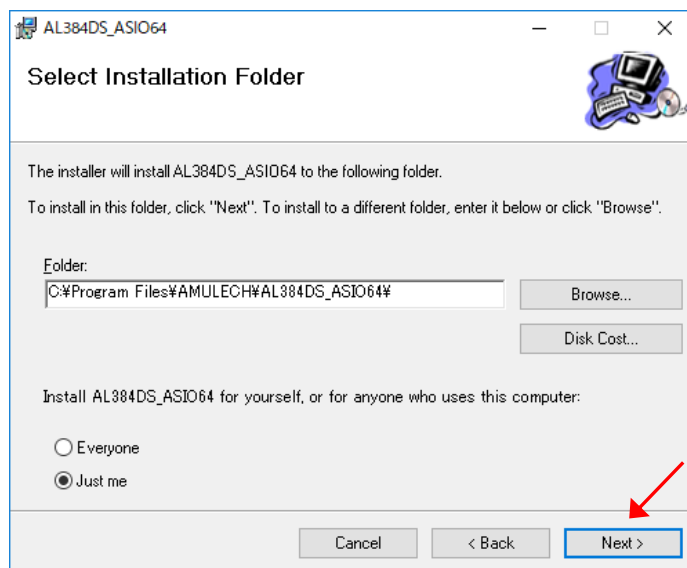 AL384DS_ASIO64
Select Installation Folder
The installer will install AL384DS_ASIO64 to the following folder.
To install in this folder, click "Next". To install to a different folder, enter it below or click "Browse".
Folder:
C:¥Program Files¥AMULECH¥AL384DS_ASIO64¥
Browse...
Disk Cost...
Install AL384DS_ASIO64 for yourself, or for anyone who uses this computer:
Everyone
Just me
Cancel
< Back
Next >